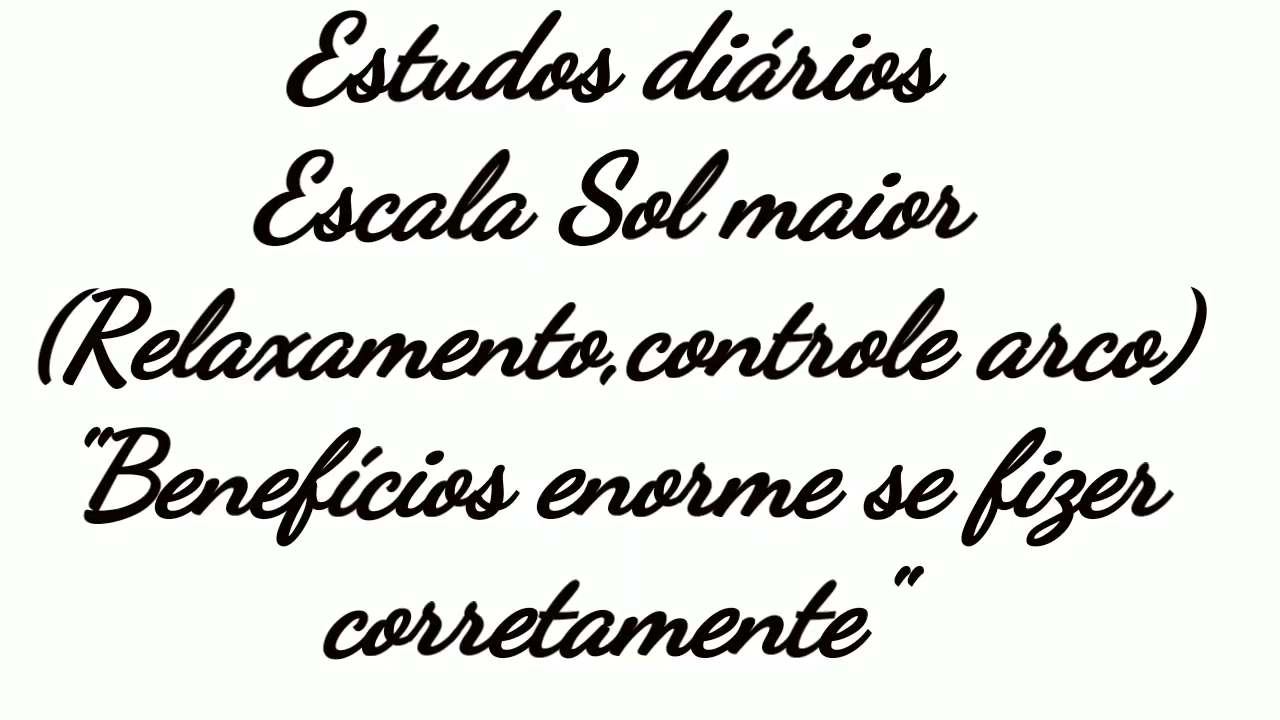 Estudos diários
Escala Sol maior
(Relaxamento,controle arco)
"Benefícios enorme se fizer
corretamente"